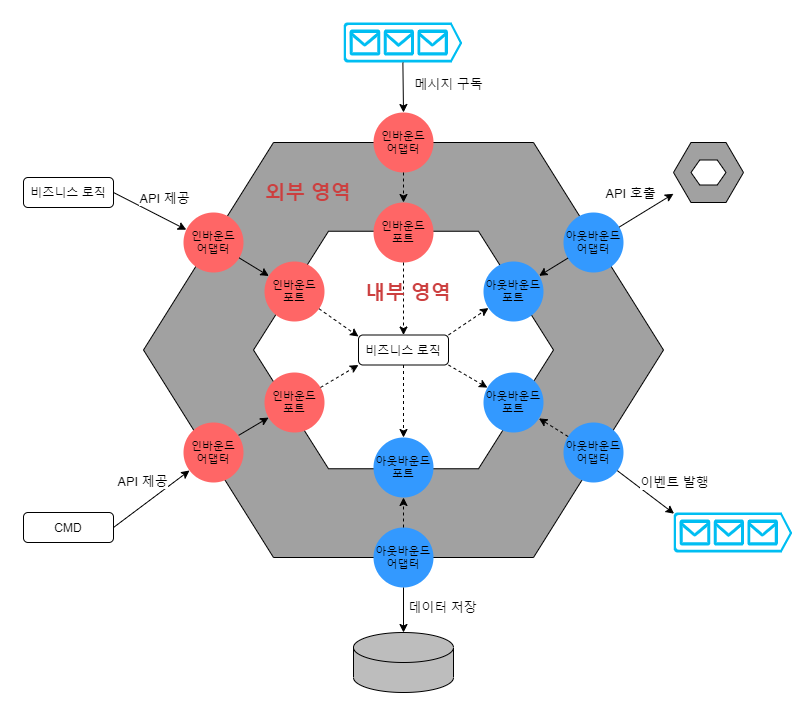 메시지 구독
인바운드
어댑터
외부 영역
비즈니스 로직
API 제공
API 호출
인바운드
어댑터
인바운드
포트
아웃바운드
어댑터
인바운드
포트
내부 영역
아웃바운드
포트
비즈니스 로직
인바운드
포트
아웃바운드
포트
인바운드
어댑터
아웃바운드
포트
아웃바운드
어댑터
API 제공
이벤트 발행
CMD
아웃바운드
어댑터
데이터 저장